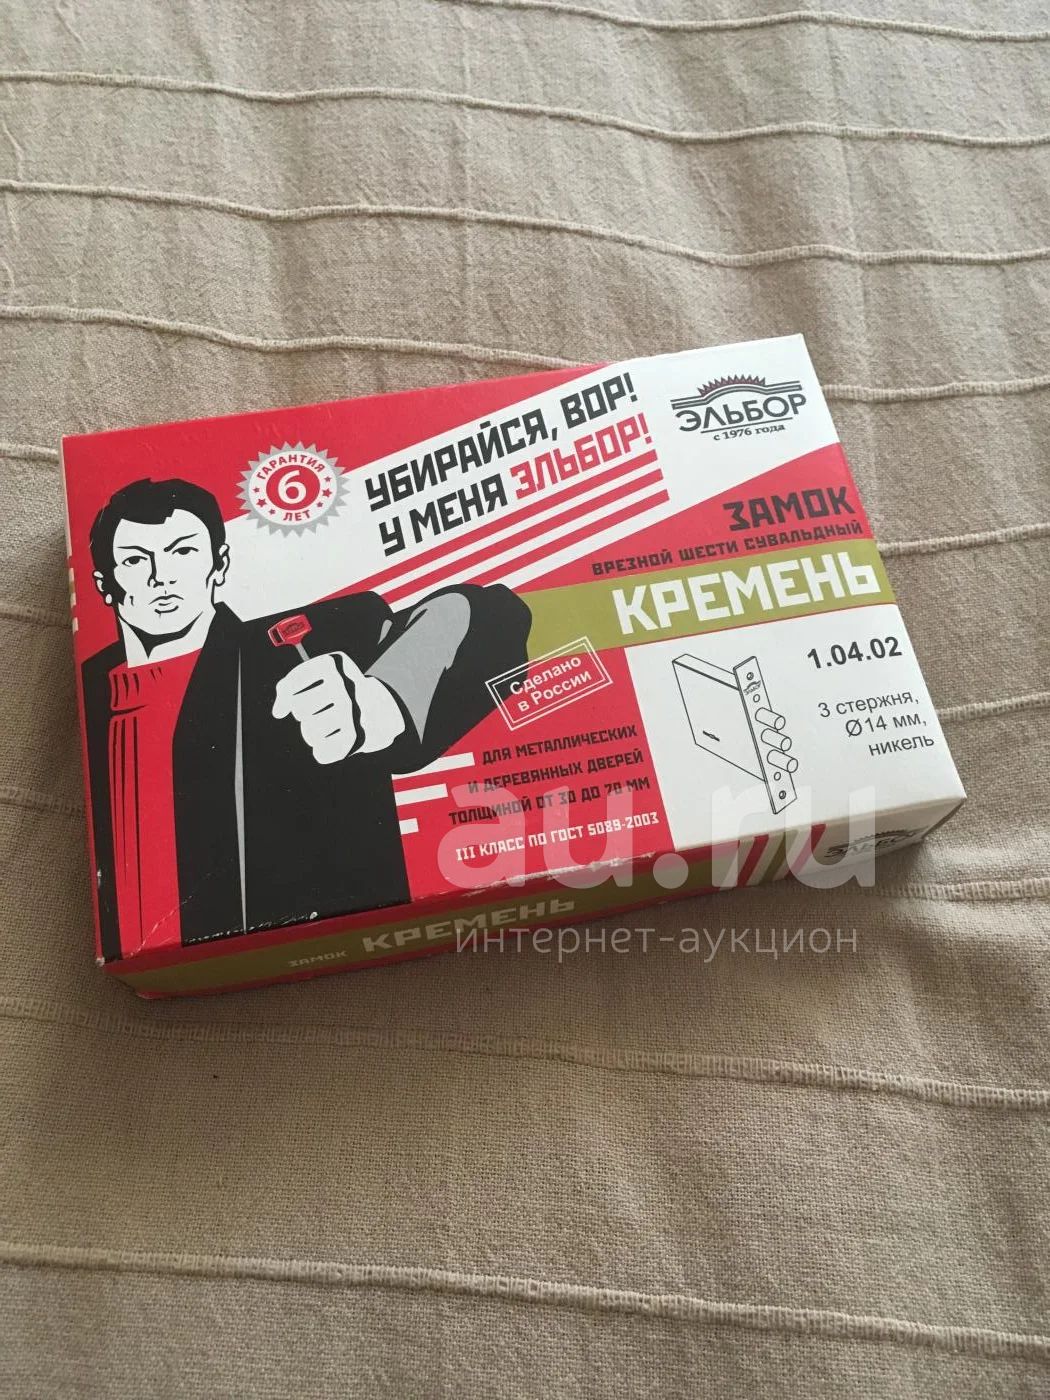 УБИРАЙСЯ, ВОР!
У МЕНЯ ЭЛЬБОР!
ГАРАНТИЯ
6
ЛЕТ
ЭЛЬБОР
с 1976 года
ЗАМОК
ВРЕЗНОЙ ШЕСТИ СУВАЛЬДНЫЙ
КРЕМЕНЬ
1.04.02
3 стержня,
Ø14 мм,
никель
Сделано
в России
ДЛЯ МЕТАЛЛИЧЕСКИХ
И ДЕРЕВЯННЫХ ДВЕРЕЙ
ТОЛЩИНОЙ ОТ 30 ДО 70 ММ
III КЛАСС ПО ГОСТ 5089-2003
ЗАМОК КРЕМЕНЬ
ЭЛЬБОР
au.ru
интернет-аукцион